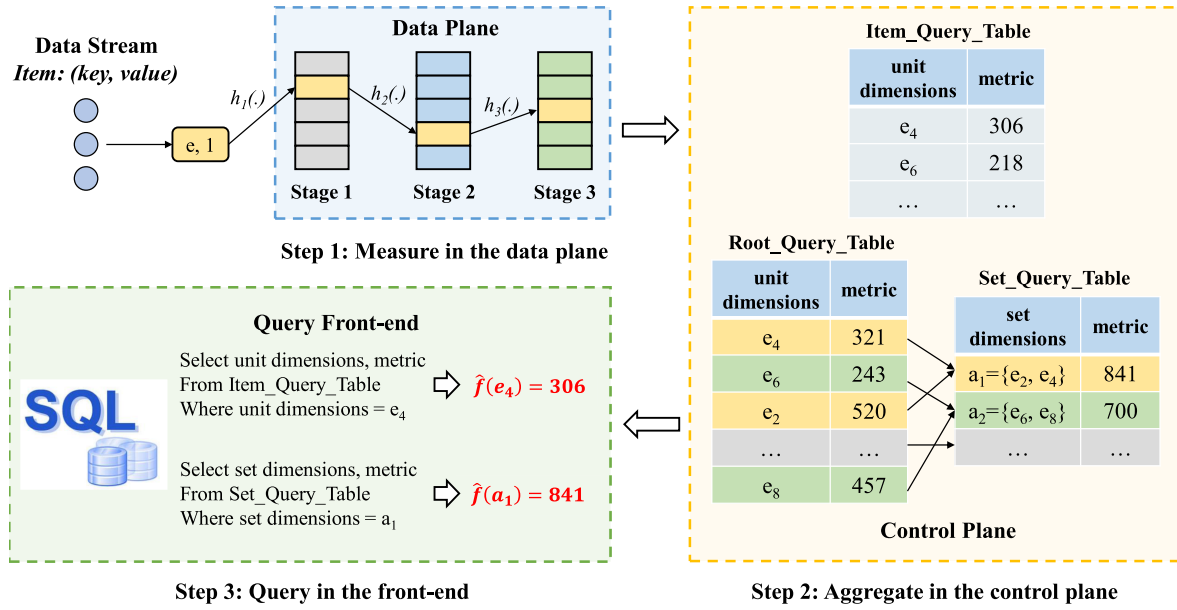 Data Stream
Item: (key, value)
e, 1
Data Plane
h₁(.)
h₂(.)
h₃(.)
Stage 1
Stage 2
Stage 3
Step 1: Measure in the data plane
Item_Query_Table
unit dimensions metric
e₄ 306
e₆ 218
... ...
Root_Query_Table
unit dimensions metric
e₄ 321
e₆ 243
e₂ 520
... ...
e₈ 457
Set_Query_Table
set dimensions metric
a₁={e₂, e₄} 841
a₂={e₆, e₈} 700
... ...
Control Plane
Step 2: Aggregate in the control plane
Query Front-end
SQL
Select unit dimensions, metric
From Item_Query_Table
Where unit dimensions = e₄
f̂(e₄) = 306
Select set dimensions, metric
From Set_Query_Table
Where set dimensions = a₁
f̂(a₁) = 841
Step 3: Query in the front-end